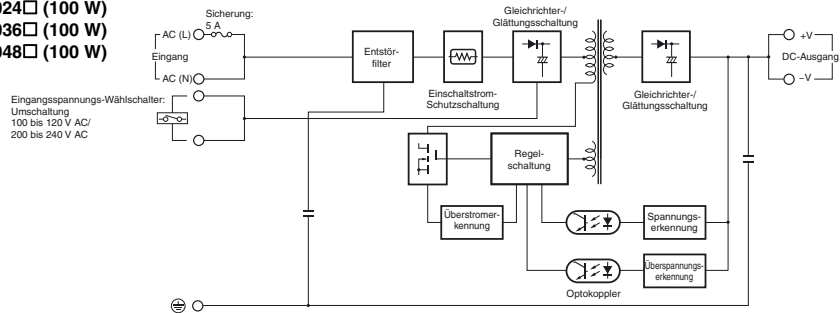 024□ (100 W)
036□ (100 W)
048□ (100 W)
Sicherung:
5 A
AC (L)
Eingang
AC (N)
Eingangsspannungs-Wählschalter:
Umschaltung
100 bis 120 V AC/
200 bis 240 V AC
Entstör-
filter
Einschaltstrom-
Schutzschaltung
Gleichrichter-/
Glättungsschaltung
Gleichrichter-/
Glättungsschaltung
+V
DC-Ausgang
–V
Regel-
schaltung
Überstromer-
kennung
Spannungs-
erkennung
Überspannungs-
erkennung
Optokoppler